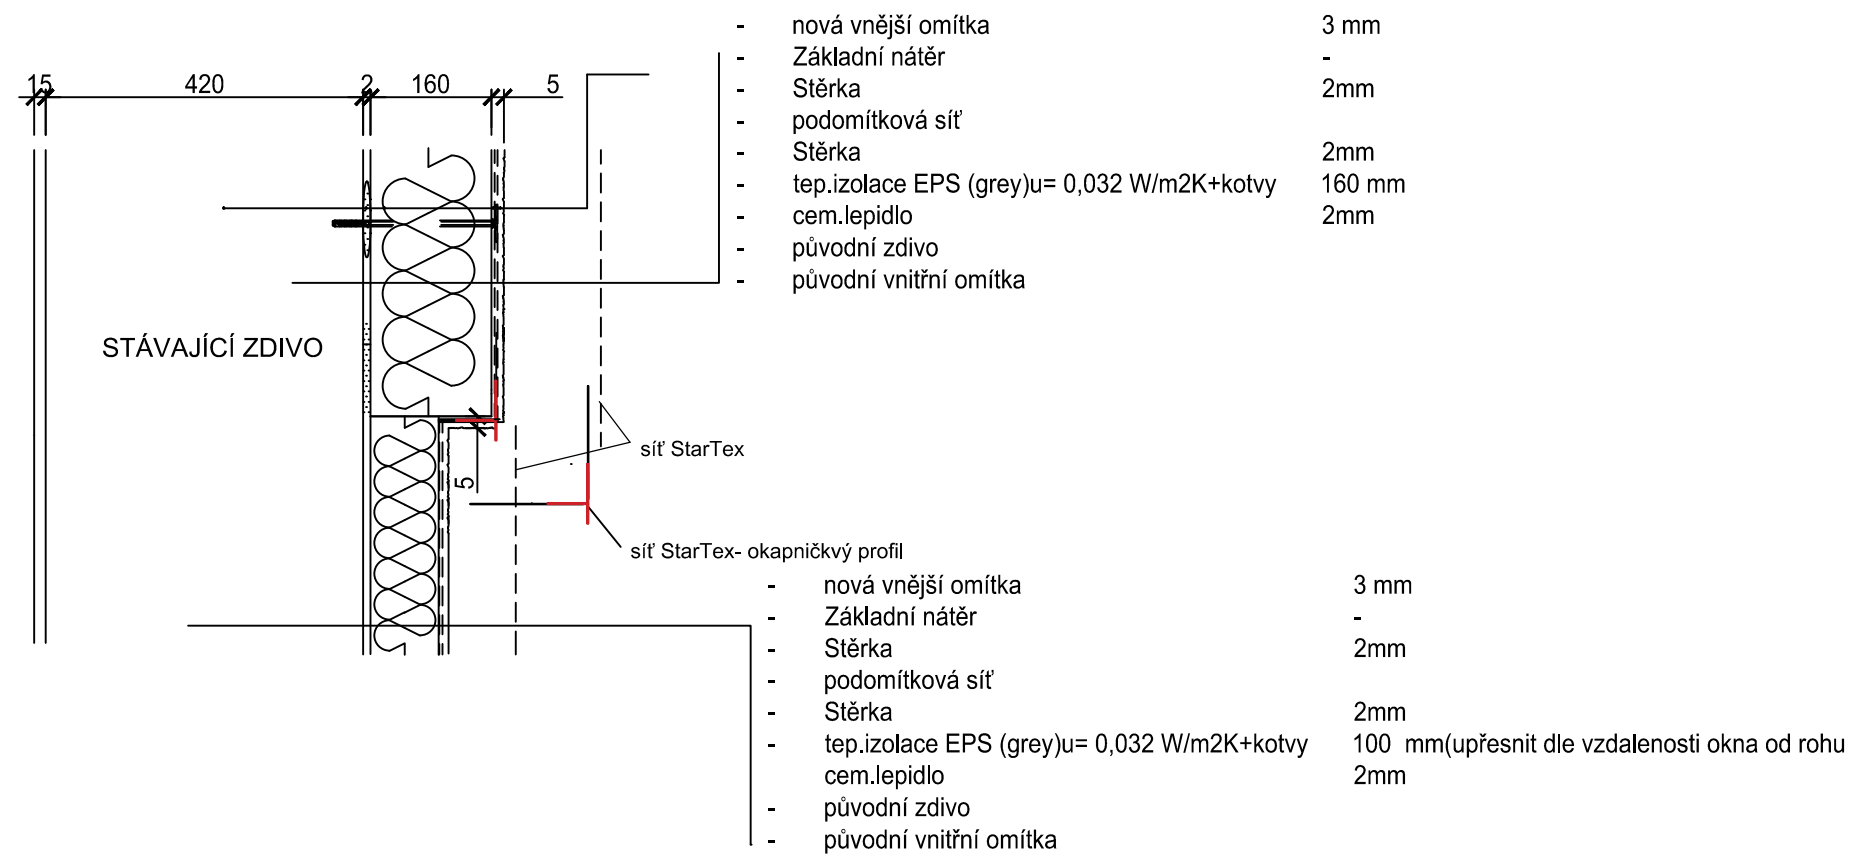 - nová vnější omítka 3 mm
- Základní nátěr -
- Stěrka 2mm
- podomítková síť
- Stěrka 2mm
- tep.izolace EPS (grey)u= 0,032 W/m2K+kotvy 160 mm
- cem.lepidlo 2mm
- původní zdivo
- původní vnitřní omítka
15 420 2 160 5
STÁVAJÍCÍ ZDIVO
síť StarTex
5
síť StarTex- okapničkvý profil
- nová vnější omítka 3 mm
- Základní nátěr -
- Stěrka 2mm
- podomítková síť
- Stěrka 2mm
- tep.izolace EPS (grey)u= 0,032 W/m2K+kotvy 100 mm(upřesnit dle vzdalenosti okna od rohu
cem.lepidlo 2mm
- původní zdivo
- původní vnitřní omítka